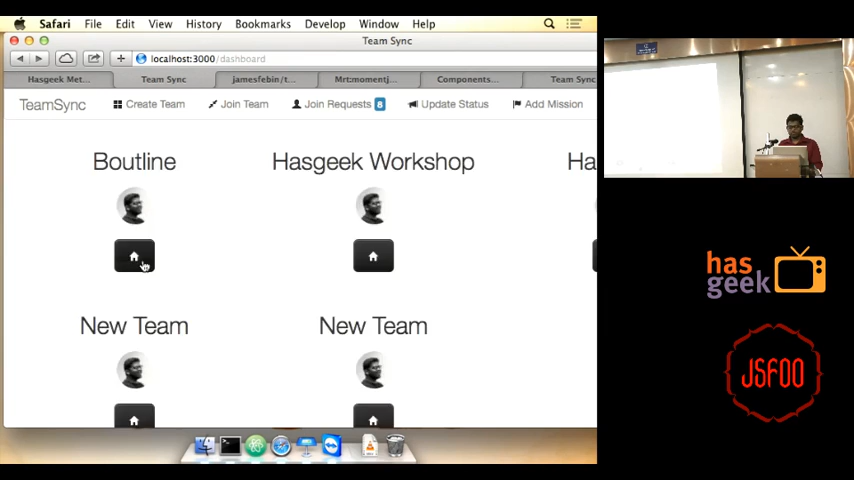 Safari File Edit View History Bookmarks Develop Window Help
Team Sync
localhost:3000/dashboard
Hasgeek Met... Team Sync jamesfebin/t... Mrt:momentj... Components... Team Sync
TeamSync Create Team Join Team Join Requests 8 Update Status Add Mission
Boutline Hasgeek Workshop Ha
New Team New Team
has
geek
JSFOO